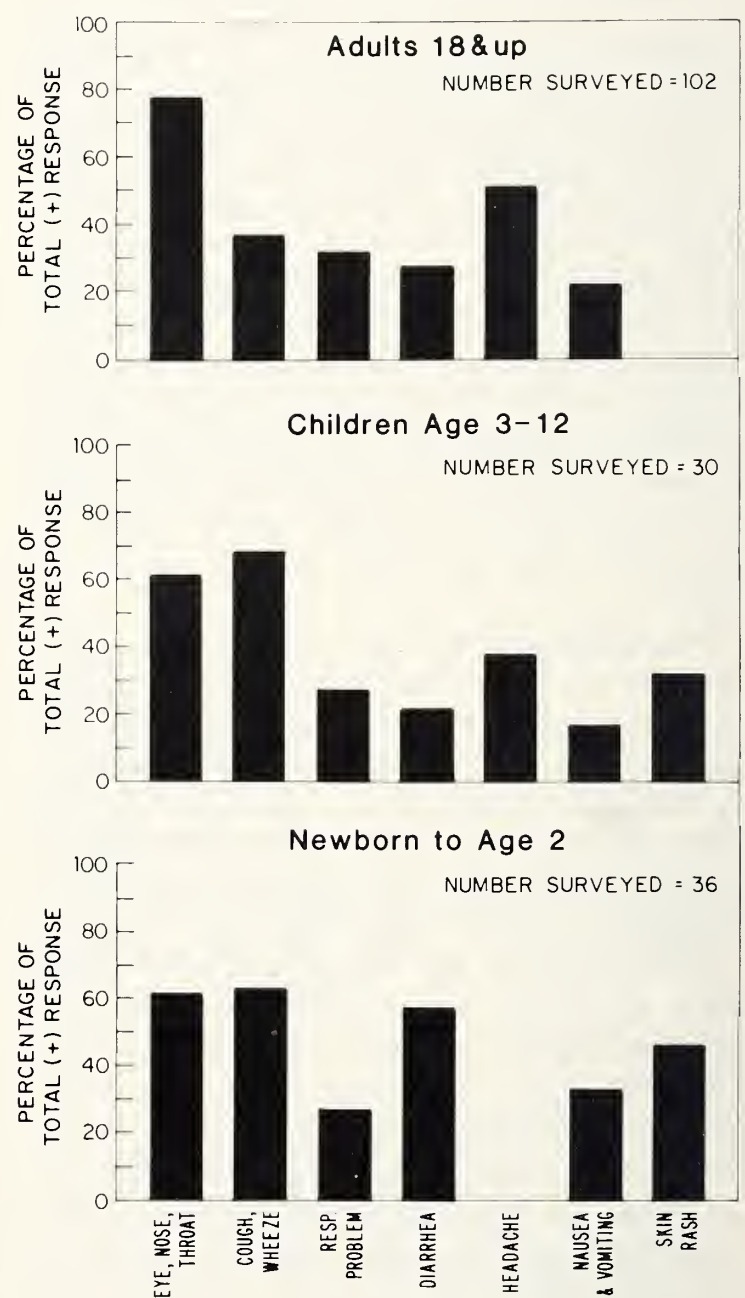 Adults 18&up
NUMBER SURVEYED = 102
PERCENTAGE OF
TOTAL (+) RESPONSE
100
80
60
40
20
0
Children Age 3-12
NUMBER SURVEYED = 30
PERCENTAGE OF
TOTAL (+) RESPONSE
100
80
60
40
20
0
Newborn to Age 2
NUMBER SURVEYED = 36
PERCENTAGE OF
TOTAL (+) RESPONSE
100
80
60
40
20
0
EYE, NOSE,
THROAT
COUGH,
WHEEZE
RESP.
PROBLEM
DIARRHEA
HEADACHE
NAUSEA
& VOMITING
SKIN
RASH